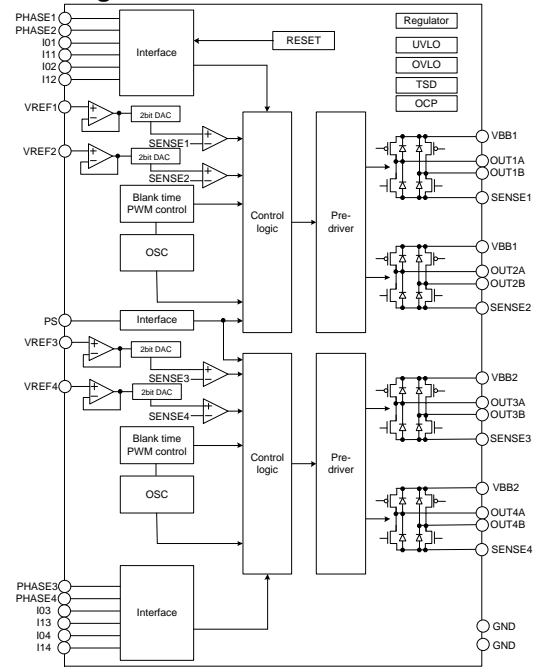 PHASE1
PHASE2
I01
I11
I02
I12
Interface
RESET
Regulator
UVLO
OVLO
TSD
OCP
VREF1
2bit DAC
SENSE1
VREF2
2bit DAC
SENSE2
Blank time
PWM control
OSC
Control
logic
Pre-
driver
VBB1
OUT1A
OUT1B
SENSE1
VBB1
OUT2A
OUT2B
SENSE2
PS
Interface
VREF3
2bit DAC
SENSE3
VREF4
2bit DAC
SENSE4
Blank time
PWM control
OSC
Control
logic
Pre-
driver
VBB2
OUT3A
OUT3B
SENSE3
VBB2
OUT4A
OUT4B
SENSE4
PHASE3
PHASE4
I03
I13
I04
I14
Interface
GND
GND